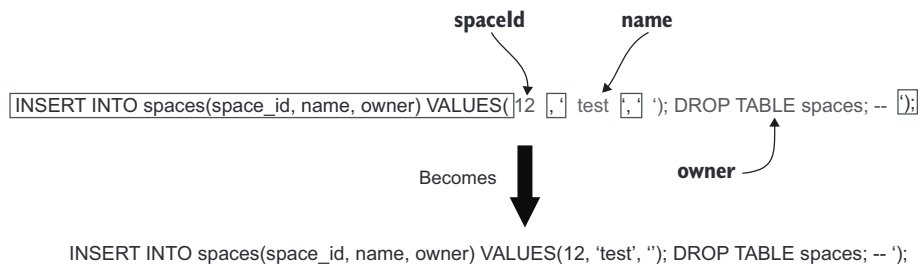 spaceId name
INSERT INTO spaces(space_id, name, owner) VALUES( 12 , ‘ test ‘, ‘ ‘); DROP TABLE spaces; -- ‘);
owner
Becomes
INSERT INTO spaces(space_id, name, owner) VALUES(12, ‘test’, ‘’); DROP TABLE spaces; -- ‘);